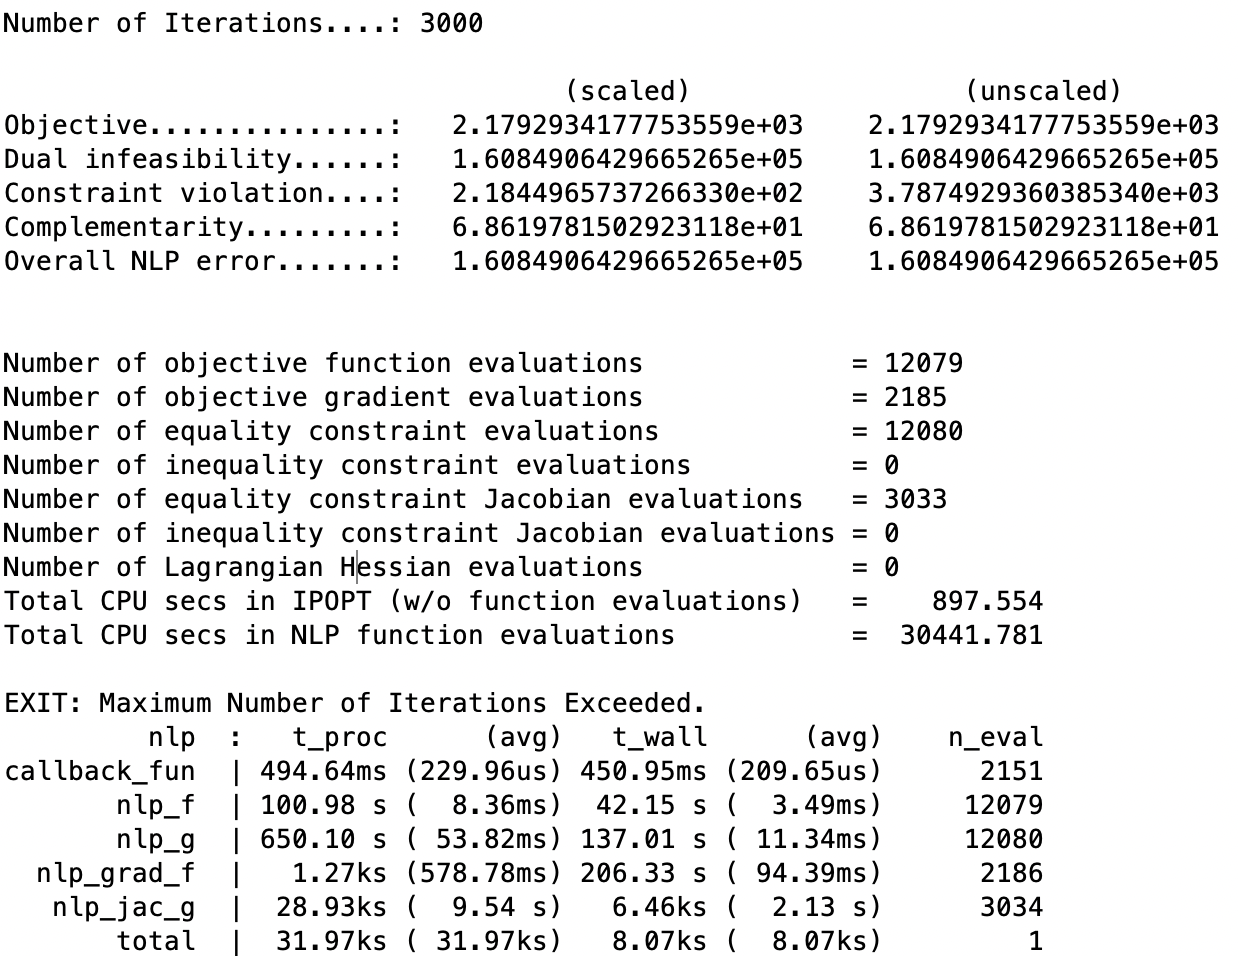 Number of Iterations....: 3000
(scaled) (unscaled)
Objective...............: 2.1792934177753559e+03 2.1792934177753559e+03
Dual infeasibility......: 1.6084906429665265e+05 1.6084906429665265e+05
Constraint violation....: 2.1844965737266330e+02 3.7874929360385340e+03
Complementarity.........: 6.8619781502923118e+01 6.8619781502923118e+01
Overall NLP error.......: 1.6084906429665265e+05 1.6084906429665265e+05
Number of objective function evaluations = 12079
Number of objective gradient evaluations = 2185
Number of equality constraint evaluations = 12080
Number of inequality constraint evaluations = 0
Number of equality constraint Jacobian evaluations = 3033
Number of inequality constraint Jacobian evaluations = 0
Number of Lagrangian Hessian evaluations = 0
Total CPU secs in IPOPT (w/o function evaluations) = 897.554
Total CPU secs in NLP function evaluations = 30441.781
EXIT: Maximum Number of Iterations Exceeded.
nlp : t_proc (avg) t_wall (avg) n_eval
callback_fun | 494.64ms (229.96us) 450.95ms (209.65us) 2151
nlp_f | 100.98 s ( 8.36ms) 42.15 s ( 3.49ms) 12079
nlp_g | 650.10 s ( 53.82ms) 137.01 s ( 11.34ms) 12080
nlp_grad_f | 1.27ks (578.78ms) 206.33 s ( 94.39ms) 2186
nlp_jac_g | 28.93ks ( 9.54 s) 6.46ks ( 2.13 s) 3034
total | 31.97ks ( 31.97ks) 8.07ks ( 8.07ks) 1